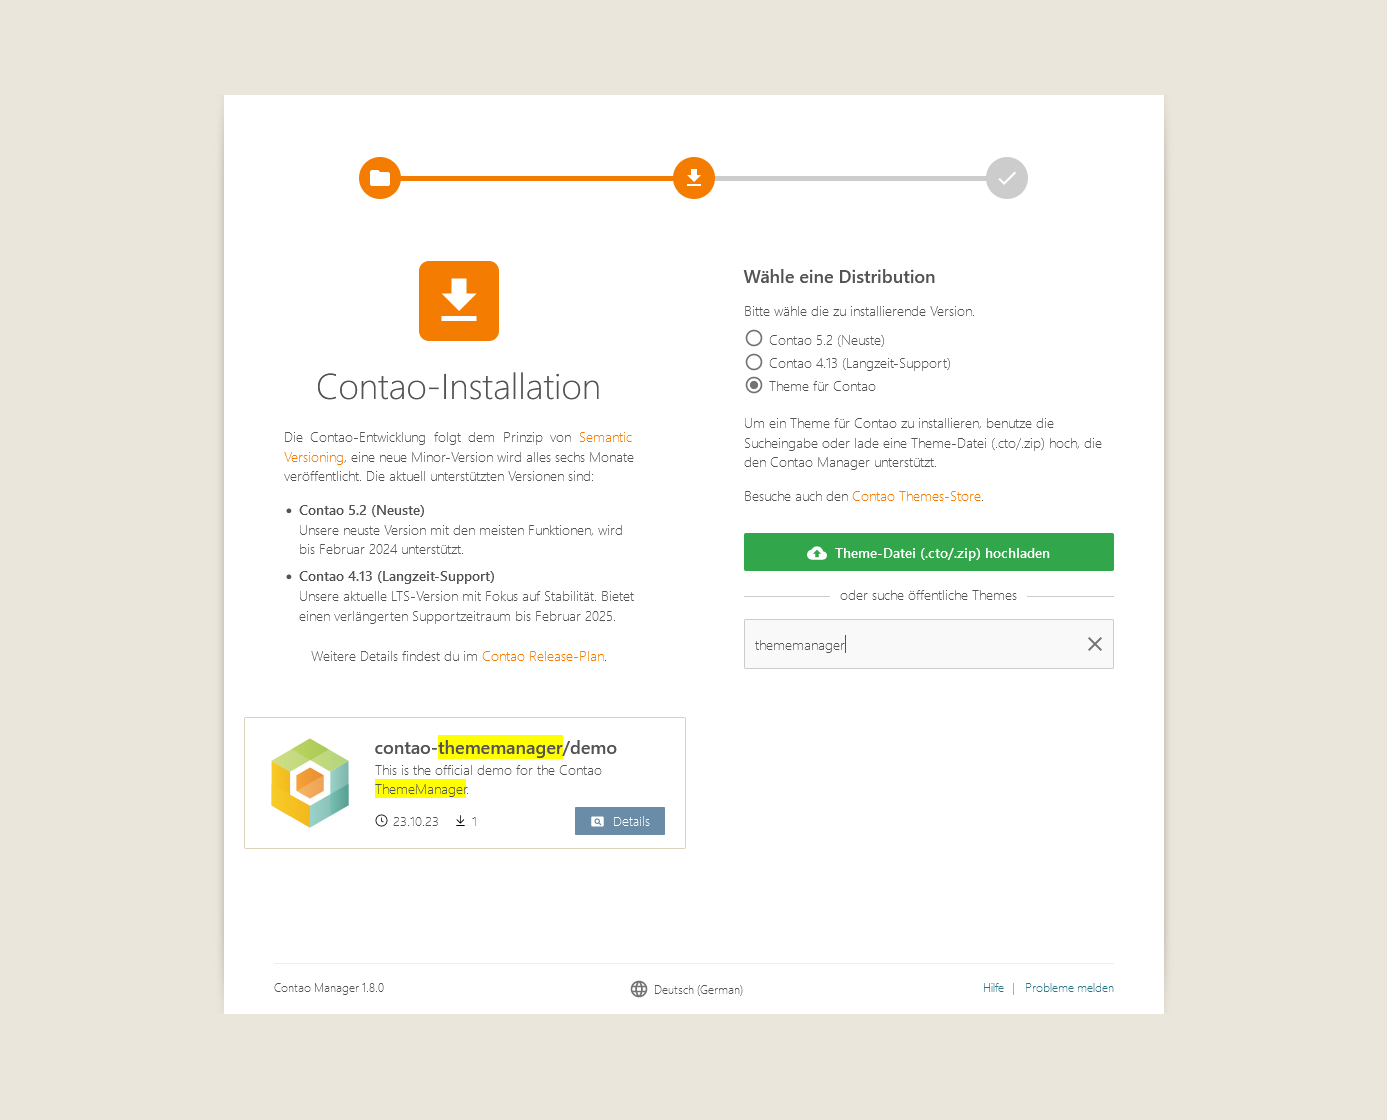 Contao-Installation
Die Contao-Entwicklung folgt dem Prinzip von Semantic
Versioning, eine neue Minor-Version wird alles sechs Monate
veröffentlicht. Die aktuell unterstützten Versionen sind:
• Contao 5.2 (Neuste)
Unsere neuste Version mit den meisten Funktionen, wird
bis Februar 2024 unterstützt.
• Contao 4.13 (Langzeit-Support)
Unsere aktuelle LTS-Version mit Fokus auf Stabilität. Bietet
einen verlängerten Supportzeitraum bis Februar 2025.
Weitere Details findest du im Contao Release-Plan.
Wähle eine Distribution
Bitte wähle die zu installierende Version.
Contao 5.2 (Neuste)
Contao 4.13 (Langzeit-Support)
Theme für Contao
Um ein Theme für Contao zu installieren, benutze die
Sucheingabe oder lade eine Theme-Datei (.cto/.zip) hoch, die
den Contao Manager unterstützt.
Besuche auch den Contao Themes-Store.
Theme-Datei (.cto/.zip) hochladen
oder suche öffentliche Themes
thememanager
contao-thememanager/demo
This is the official demo for the Contao
ThemeManager.
23.10.23 1
Details
Contao Manager 1.8.0
Deutsch (German)
Hilfe | Probleme melden